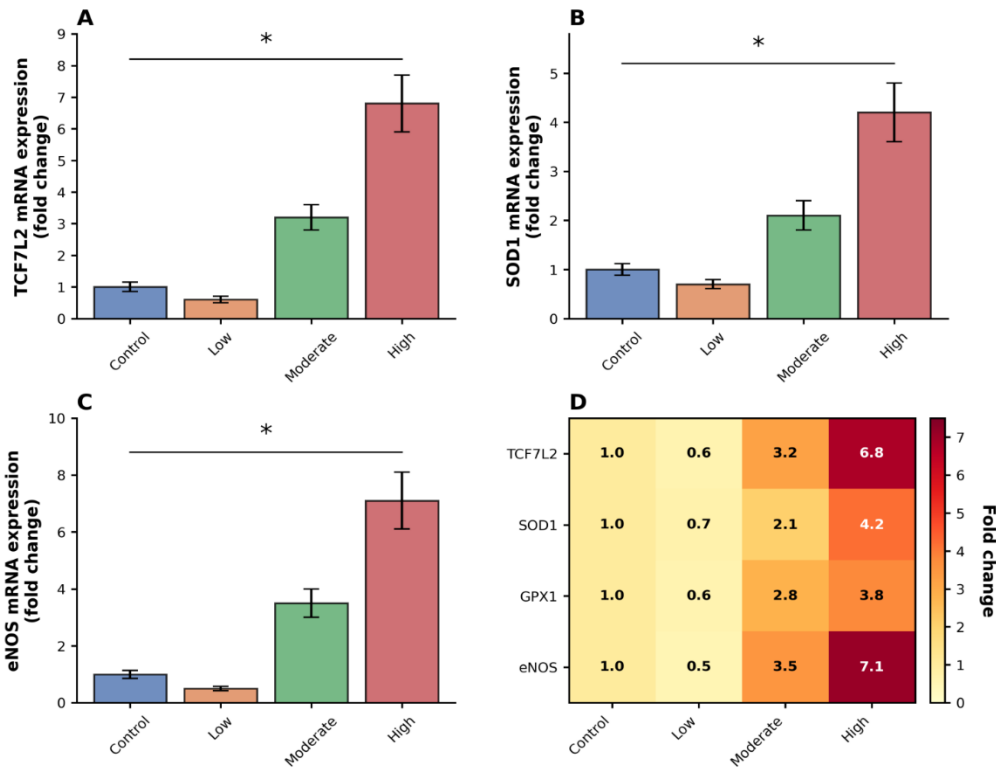 A
TCF7L2 mRNA expression
(fold change)
9
8
7
6
5
4
3
2
1
0
*
Control
Low
Moderate
High
B
SOD1 mRNA expression
(fold change)
5
4
3
2
1
0
*
Control
Low
Moderate
High
C
eNOS mRNA expression
(fold change)
10
8
6
4
2
0
*
Control
Low
Moderate
High
D
TCF7L2 1.0 0.6 3.2 6.8
SOD1 1.0 0.7 2.1 4.2
GPX1 1.0 0.6 2.8 3.8
eNOS 1.0 0.5 3.5 7.1
Control
Low
Moderate
High
7
6
5
4
3
2
1
0
Fold change